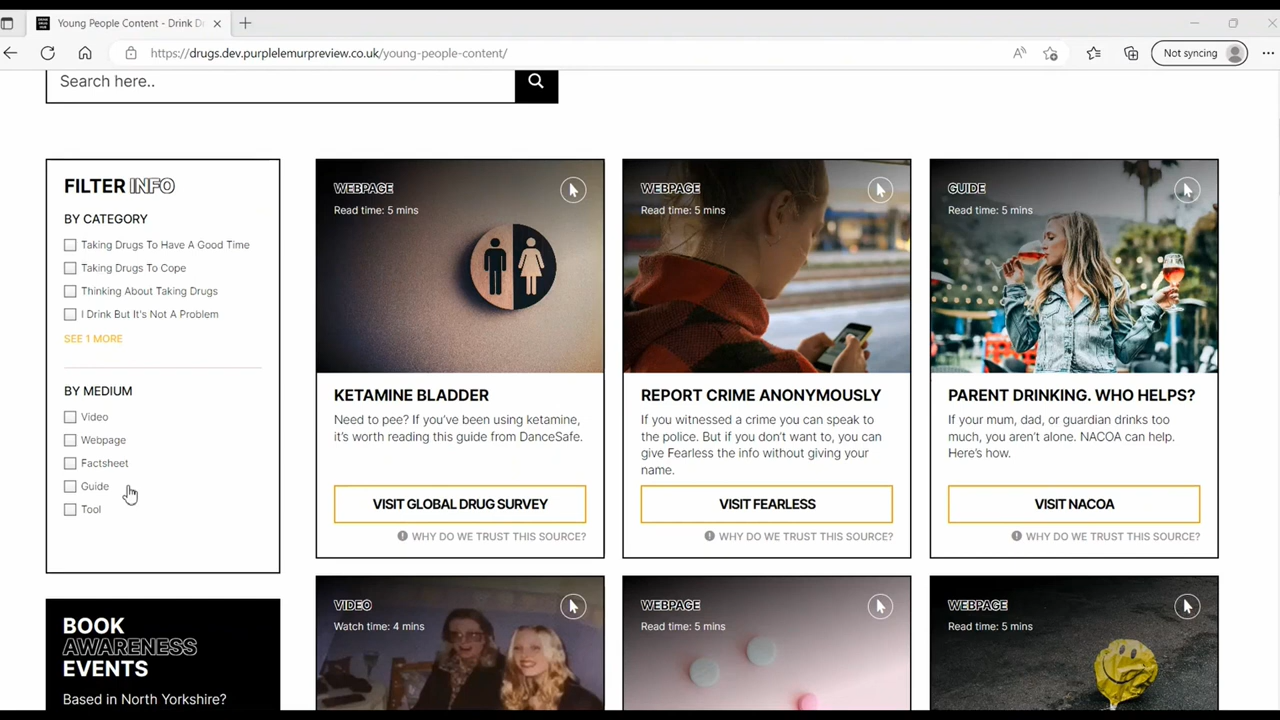 Young People Content - Drink D
https://drugs.dev.purplelemurpreview.co.uk/young-people-content/
Not syncing
Search here..
FILTER INFO
BY CATEGORY
Taking Drugs To Have A Good Time
Taking Drugs To Cope
Thinking About Taking Drugs
I Drink But It's Not A Problem
SEE 1 MORE
BY MEDIUM
Video
Webpage
Factsheet
Guide
Tool
BOOK
AWARENESS
EVENTS
Based in North Yorkshire?
WEBPAGE
Read time: 5 mins
KETAMINE BLADDER
Need to pee? If you've been using ketamine,
it's worth reading this guide from DanceSafe.
VISIT GLOBAL DRUG SURVEY
WHY DO WE TRUST THIS SOURCE?
WEBPAGE
Read time: 5 mins
REPORT CRIME ANONYMOUSLY
If you witnessed a crime you can speak to
the police. But if you don't want to, you can
give Fearless the info without giving your
name.
VISIT FEARLESS
WHY DO WE TRUST THIS SOURCE?
GUIDE
Read time: 5 mins
PARENT DRINKING. WHO HELPS?
If your mum, dad, or guardian drinks too
much, you aren't alone. NACOA can help.
Here's how.
VISIT NACOA
WHY DO WE TRUST THIS SOURCE?
VIDEO
Watch time: 4 mins
WEBPAGE
Read time: 5 mins
WEBPAGE
Read time: 5 mins